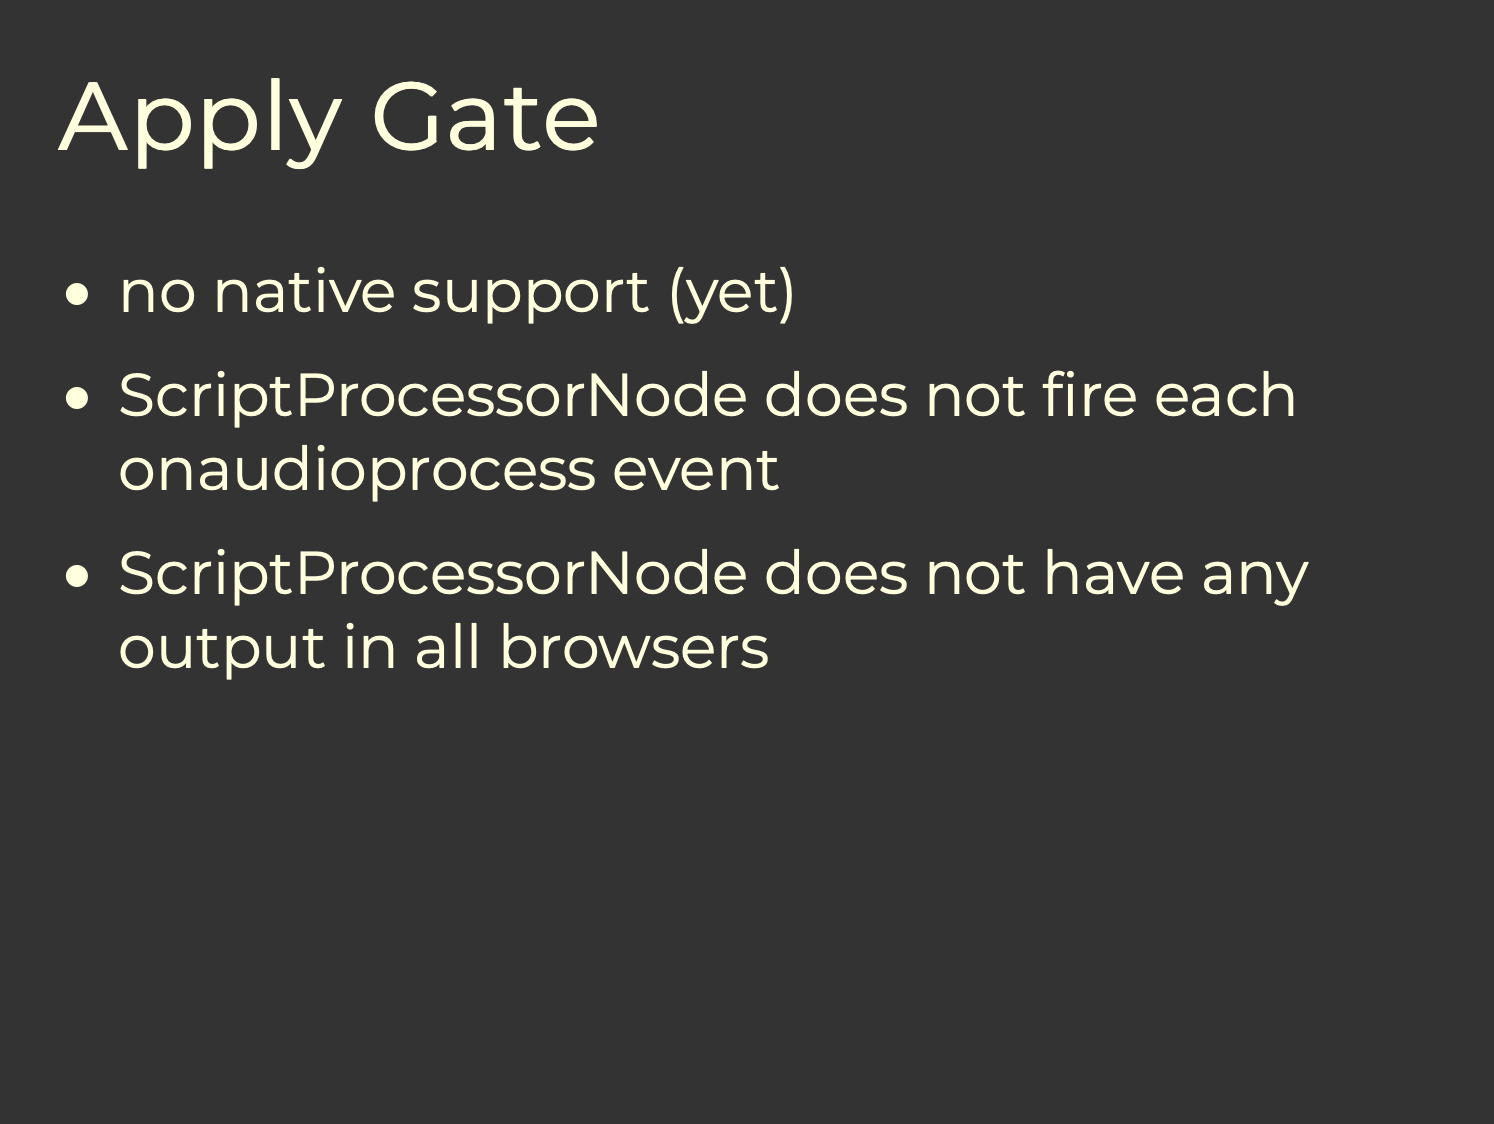 Apply Gate
• no native support (yet)
• ScriptProcessorNode does not fire each
onaudioprocess event
• ScriptProcessorNode does not have any
output in all browsers